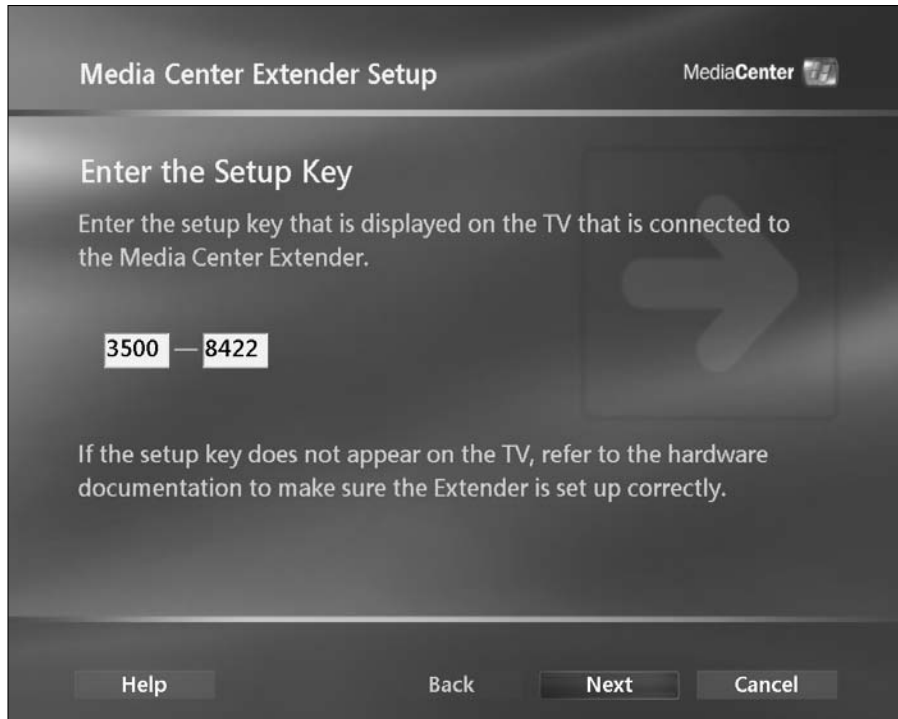 Media Center Extender Setup
MediaCenter
Enter the Setup Key
Enter the setup key that is displayed on the TV that is connected to
the Media Center Extender.
3500 — 8422
If the setup key does not appear on the TV, refer to the hardware
documentation to make sure the Extender is set up correctly.
Help Back Next Cancel